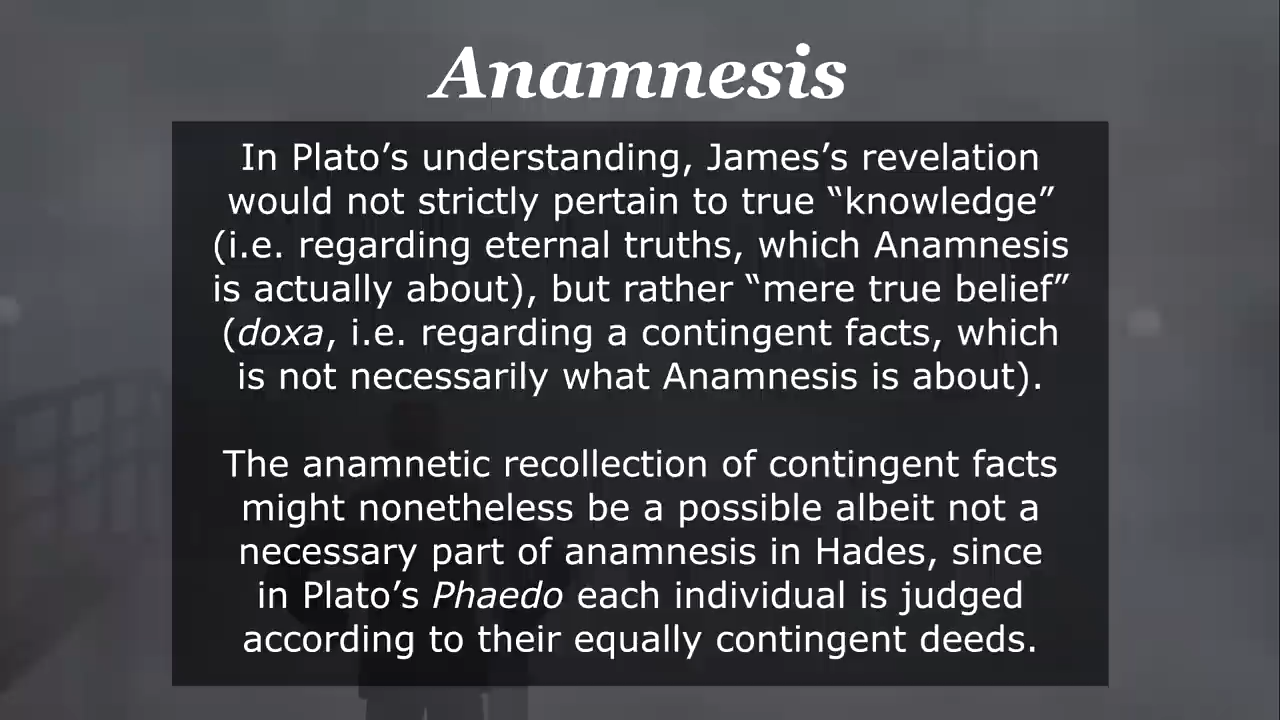 Anamnesis
In Plato’s understanding, James’s revelation
would not strictly pertain to true “knowledge”
(i.e. regarding eternal truths, which Anamnesis
is actually about), but rather “mere true belief”
(doxa, i.e. regarding a contingent facts, which
is not necessarily what Anamnesis is about).
The anamnetic recollection of contingent facts
might nonetheless be a possible albeit not a
necessary part of anamnesis in Hades, since
in Plato’s Phaedo each individual is judged
according to their equally contingent deeds.